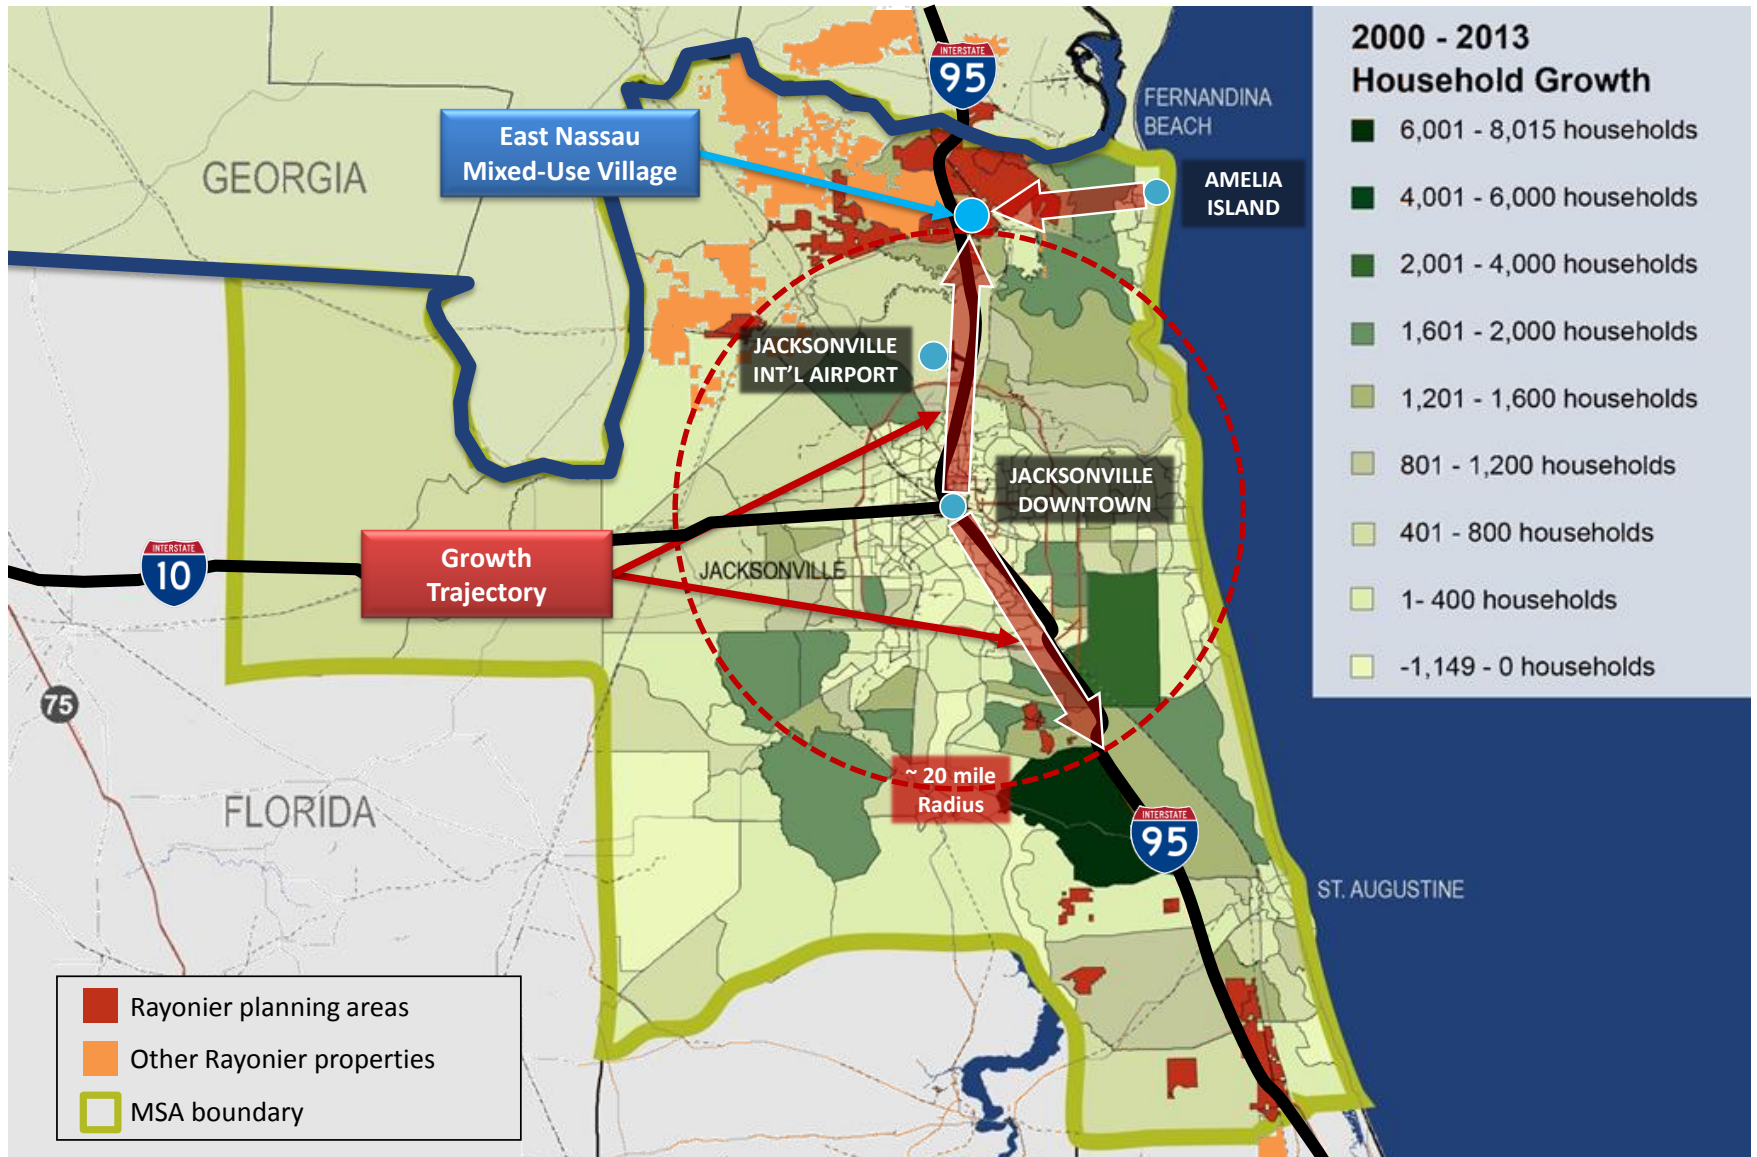 2000 - 2013
Household Growth
6,001 - 8,015 households
4,001 - 6,000 households
2,001 - 4,000 households
1,601 - 2,000 households
1,201 - 1,600 households
801 - 1,200 households
401 - 800 households
1- 400 households
-1,149 - 0 households
INTERSTATE
95
FERNANDINA
BEACH
East Nassau
Mixed-Use Village
GEORGIA
AMELIA
ISLAND
JACKSONVILLE
INT'L AIRPORT
JACKSONVILLE
DOWNTOWN
INTERSTATE
10
Growth
Trajectory
JACKSONVILLE
75
FLORIDA
~ 20 mile
Radius
INTERSTATE
95
ST. AUGUSTINE
Rayonier planning areas
Other Rayonier properties
MSA boundary